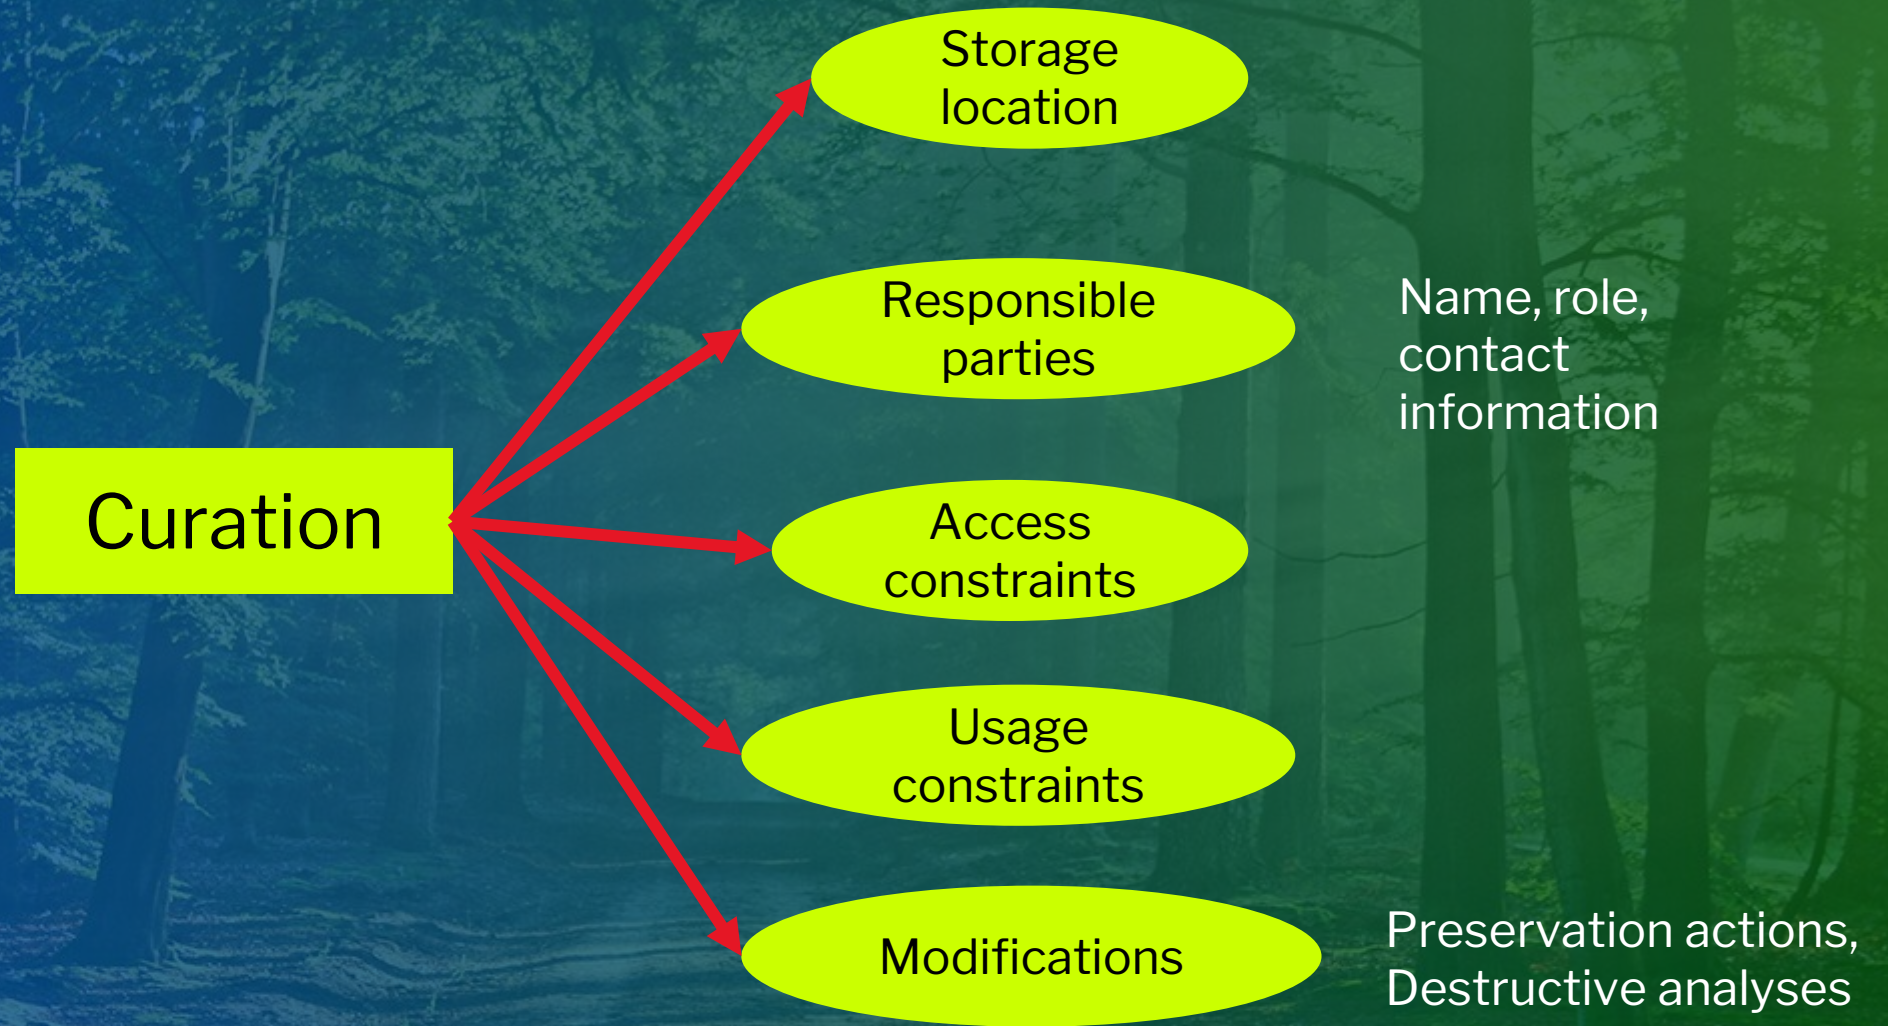 Storage
location
Responsible
parties
Name, role,
contact
information
Curation
Access
constraints
Usage
constraints
Modifications
Preservation actions,
Destructive analyses